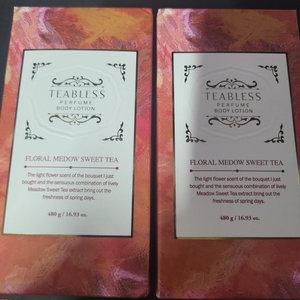 TEABLESS
PERFUME
BODY LOTION
FLORAL MEDOW SWEET TEA
The light flower scent of the bouquet I just
bought and the sensuous combination of lively
Meadow Sweet Tea extract bring out the
freshness of spring days.
480 g / 16.93 oz.
TEABLESS
PERFUME
BODY LOTION
FLORAL MEDOW SWEET TEA
The light flower scent of the bouquet I just
bought and the sensuous combination of lively
Meadow Sweet Tea extract bring out the
freshness of spring days.
480 g / 16.93 oz.